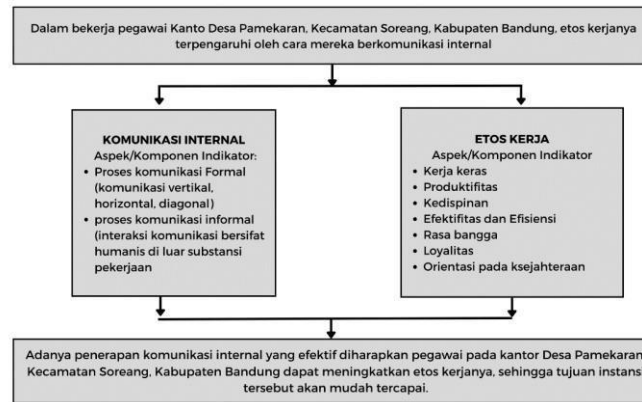 Dalam bekerja pegawai Kanto Desa Pamekaran, Kecamatan Soreang, Kabupaten Bandung, etos kerjanya
terpengaruhi oleh cara mereka berkomunikasi internal
KOMUNIKASI INTERNAL
Aspek/Komponen Indikator:
• Proses komunikasi Formal
(komunikasi vertikal,
horizontal, diagonal)
• proses komunikasi informal
(interaksi komunikasi bersifat
humanis di luar substansi
pekerjaan
ETOS KERJA
Aspek/Komponen Indikator
• Kerja keras
• Produktifitas
• Kedispinan
• Efektifitas dan Efisiensi
• Rasa bangga
• Loyalitas
• Orientasi pada ksejahteraan
Adanya penerapan komunikasi internal yang efektif diharapkan pegawai pada kantor Desa Pamekaran
Kecamatan Soreang, Kabupaten Bandung dapat meningkatkan etos kerjanya, sehingga tujuan instans
tersebut akan mudah tercapai.